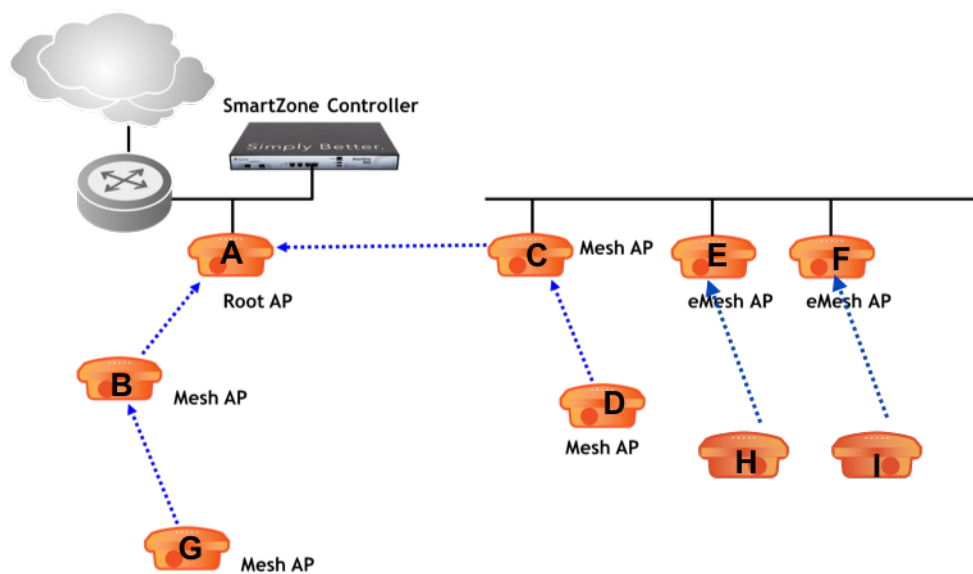 SmartZone Controller
Simply Better.
A
C
Mesh AP
E
F
Root AP
eMesh AP
eMesh AP
B
Mesh AP
D
Mesh AP
H
I
G
Mesh AP